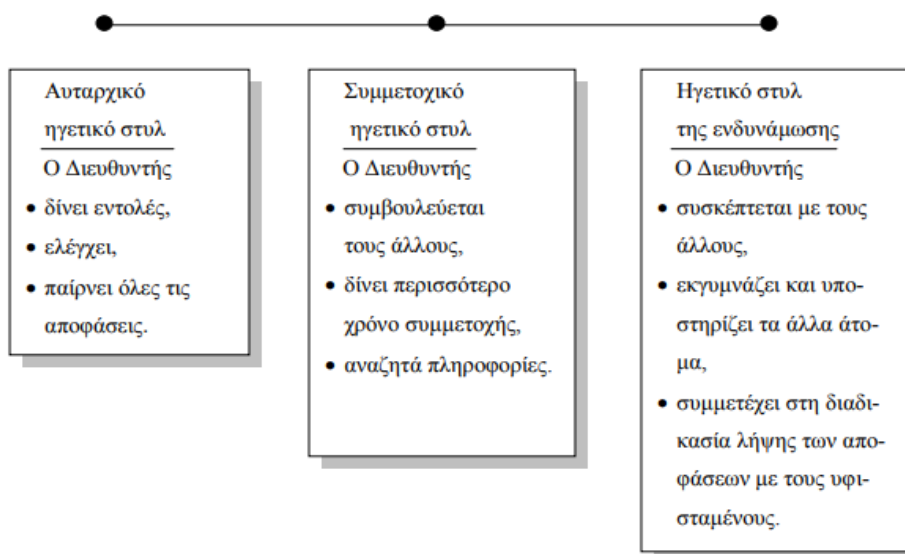 Αυταρχικό
ηγετικό στυλ
Ο Διευθυντής
• δίνει εντολές,
• ελέγχει,
• παίρνει όλες τις
αποφάσεις.
Συμμετοχικό
ηγετικό στυλ
Ο Διευθυντής
• συμβουλεύεται
τους άλλους,
• δίνει περισσότερο
χρόνο συμμετοχής,
• αναζητά πληροφορίες.
Ηγετικό στυλ
της ενδυνάμωσης
Ο Διευθυντής
• συσκέπτεται με τους
άλλους,
• εκγυμνάζει και υπο-
στηρίζει τα άλλα άτο-
μα,
• συμμετέχει στη διαδι-
κασία λήψης των απο-
φάσεων με τους υφι-
σταμένους.